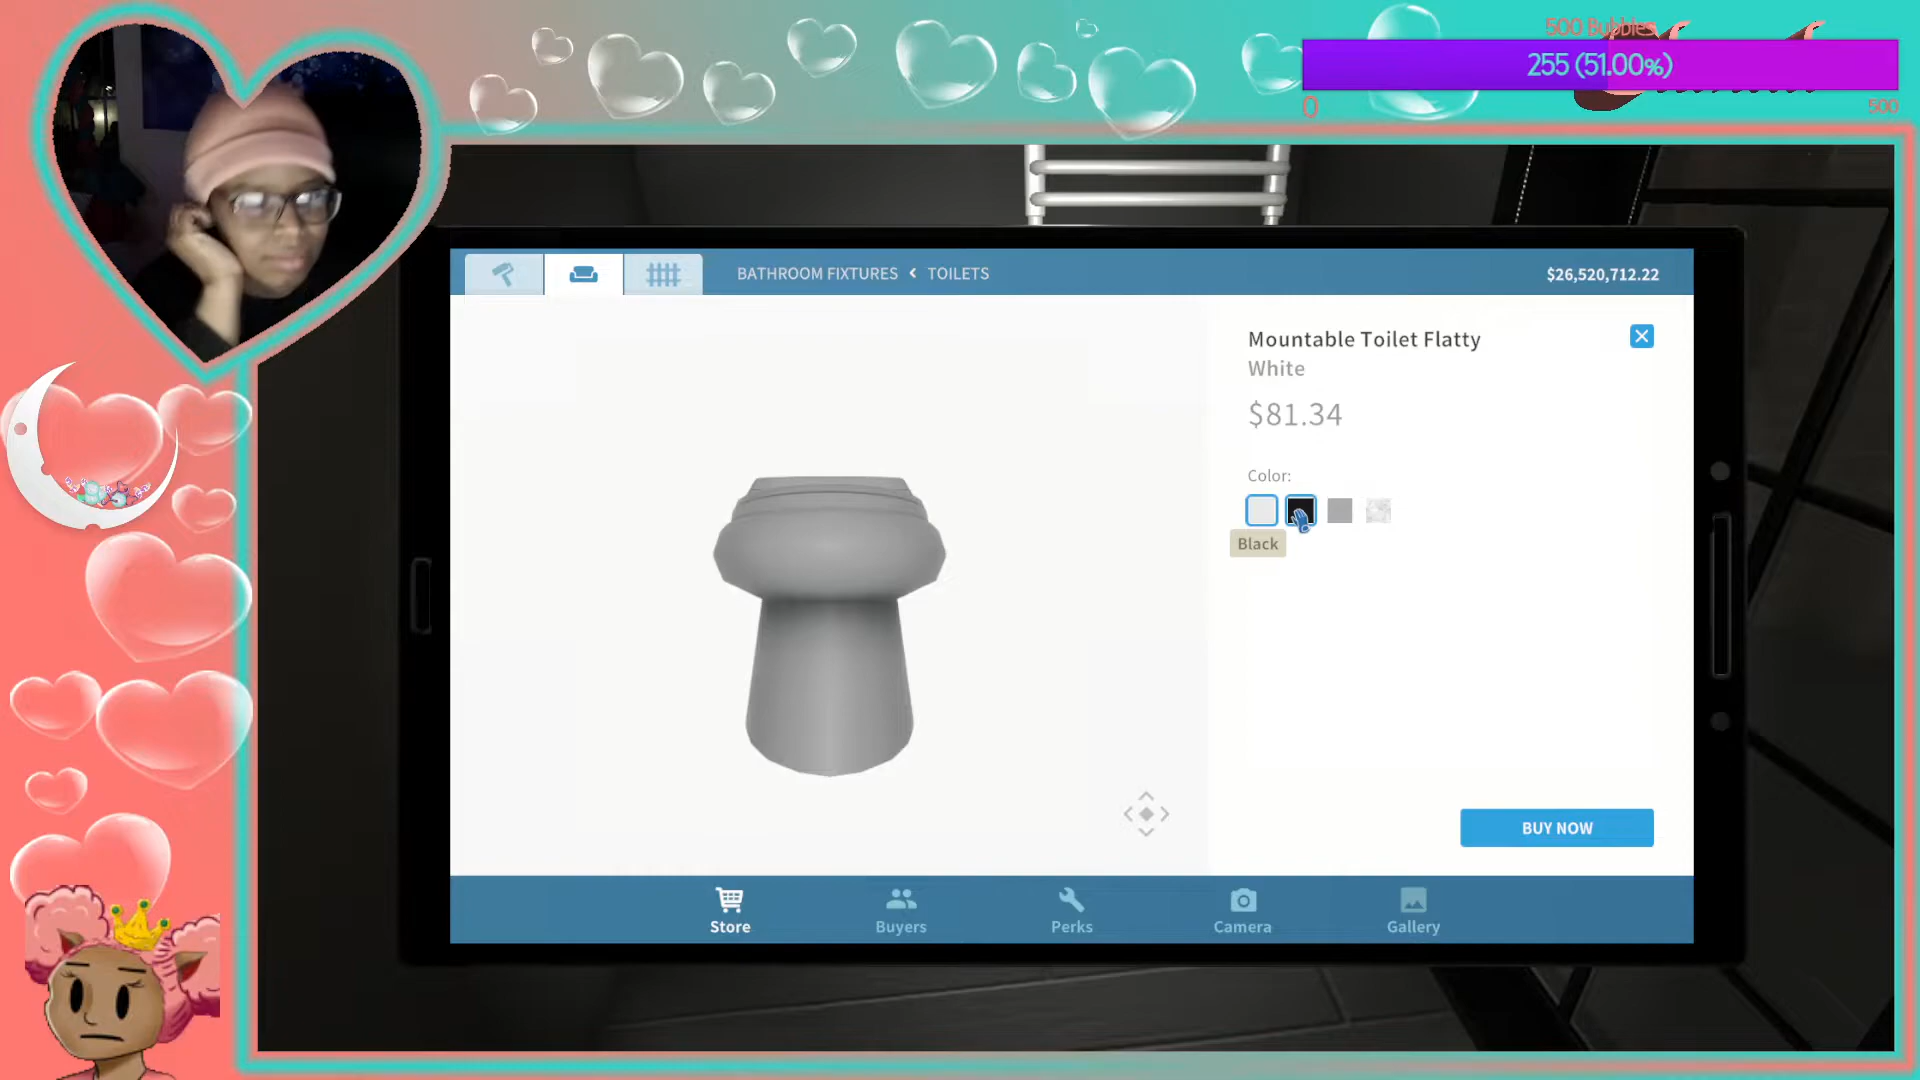 500 Bubbles
255 (51.00%)
0
500
BATHROOM FIXTURES < TOILETS
$26,520,712.22
Mountable Toilet Flatty
White
$81.34
Color:
Black
BUY NOW
Store
Buyers
Perks
Camera
Gallery